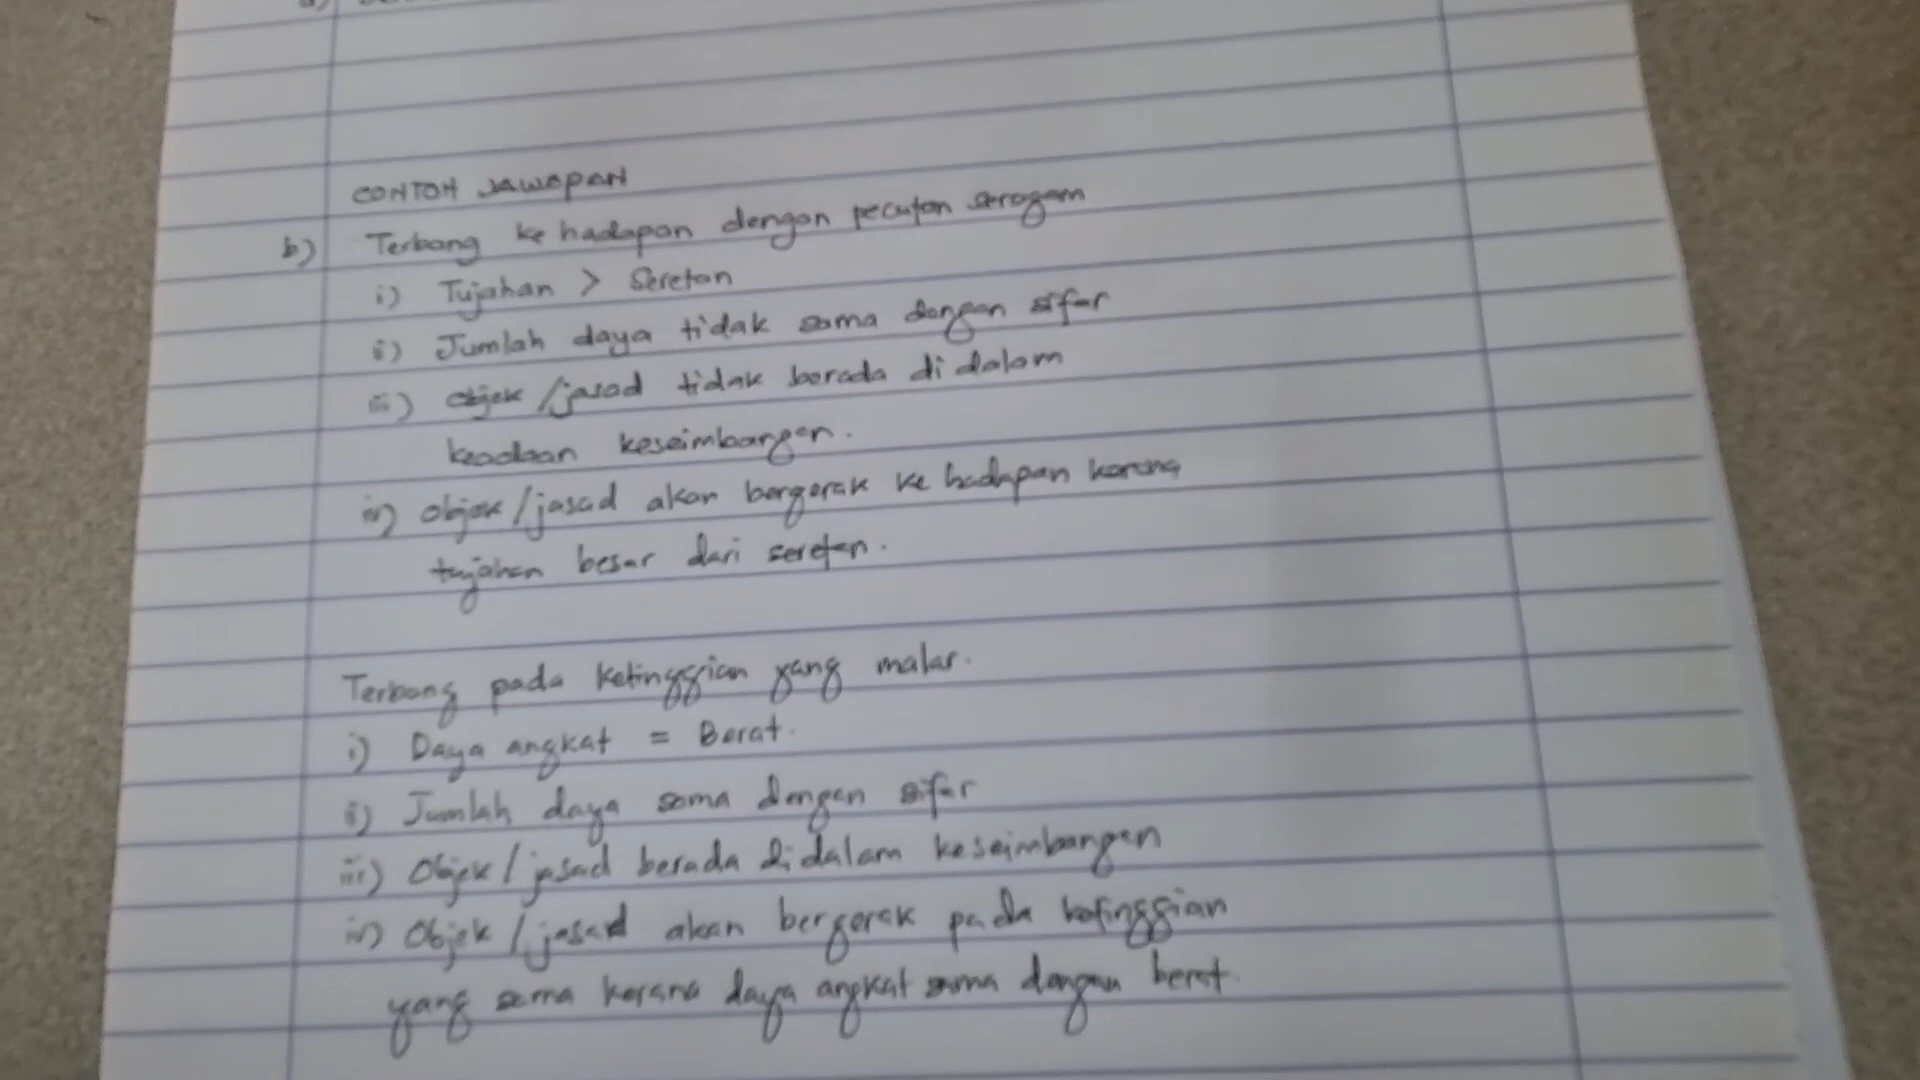 CONTOH JAWAPAN
b) Terbang ke hadapan dengan pecutan seragam
i) Tujahan > Seretan
ii) Jumlah daya tidak sama dengan sifar
iii) Objek/jasad tidak berada di dalam
keadaan keseimbangan.
iv) Objek/jasad akan bergerak ke hadapan kerana
tujahan besar dari seretan.
Terbang pada ketinggian yang malar.
i) Daya angkat = Berat.
ii) Jumlah daya sama dengan sifar
iii) Objek/jasad berada didalam keseimbangan
iv) Objek/jasad akan bergerak pada ketinggian
yang sama kerana daya angkat sama dengan berat.